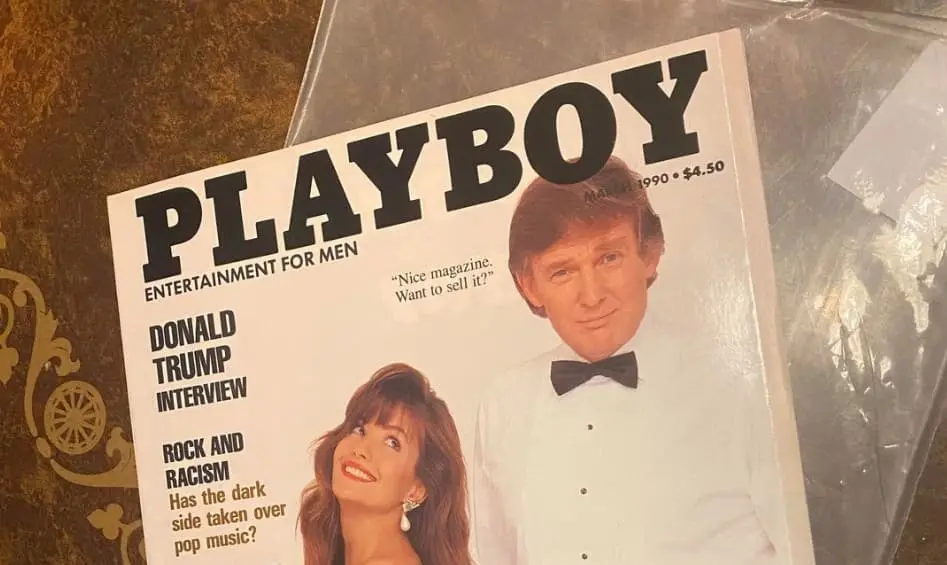 PLAYBOY
MARCH 1990 • $4.50
ENTERTAINMENT FOR MEN
"Nice magazine.
Want to sell it?"
DONALD
TRUMP
INTERVIEW
ROCK AND
RACISM
Has the dark
side taken over
pop music?